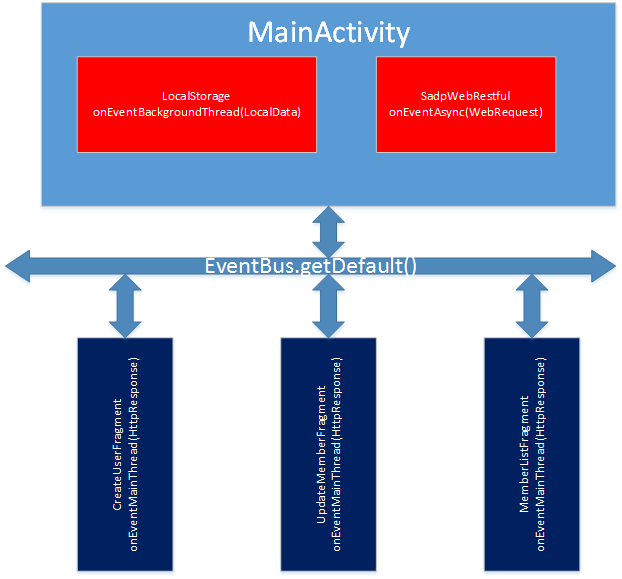 MainActivity
LocalStorage
onEventBackgroundThread(LocalData)
SadpWebRestful
onEventAsync(WebRequest)
EventBus.getDefault()
CreateUserFragment
onEventMainThread(HttpResponse)
UpdateMemberFragment
onEventMainThread(HttpResponse)
MemberListFragment
onEventMainThread(HttpResponse)